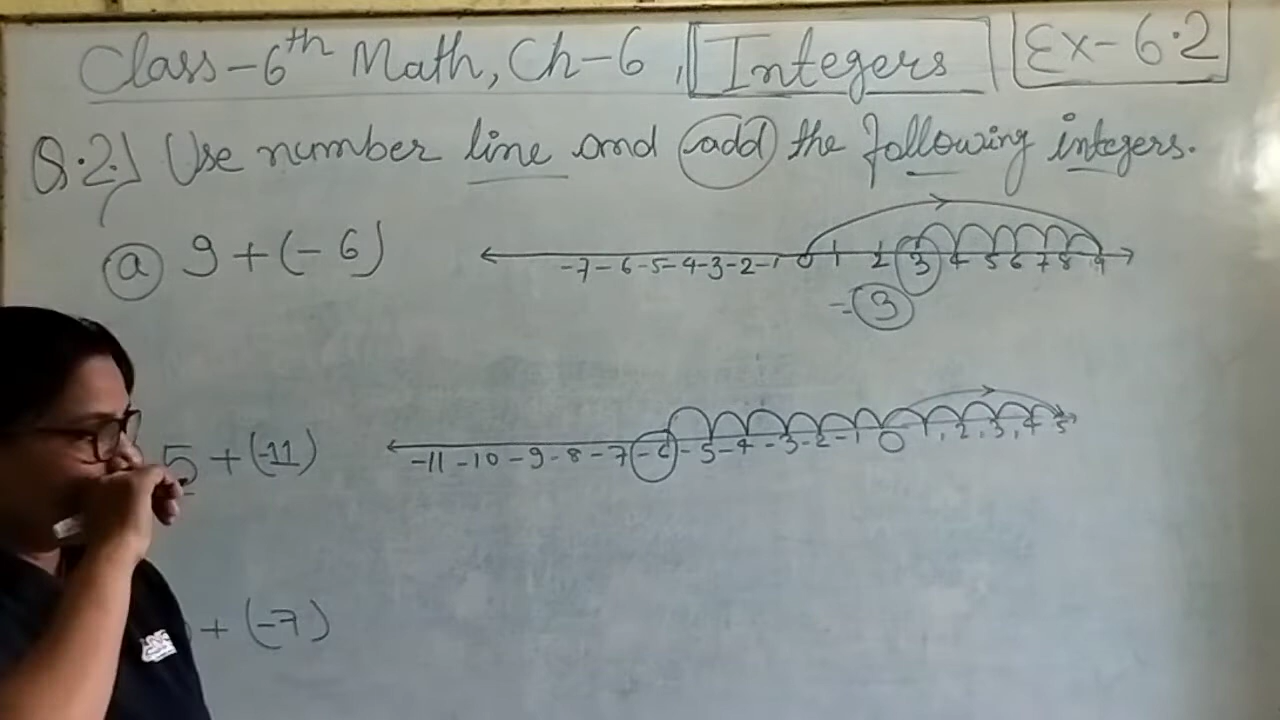 Class-6th Math, Ch-6, Integers Ex-6.2
Q.2) Use number line and add the following integers.
(a) 9+(-6)
-7 -6 -5 -4 -3 -2 -1 0 1 2 3 4 5 6 7 8 9
=3
5+(-11)
-11 -10 -9 -8 -7 -6 -5 -4 -3 -2 -1 0 1 2 3 4 5
+(-7)